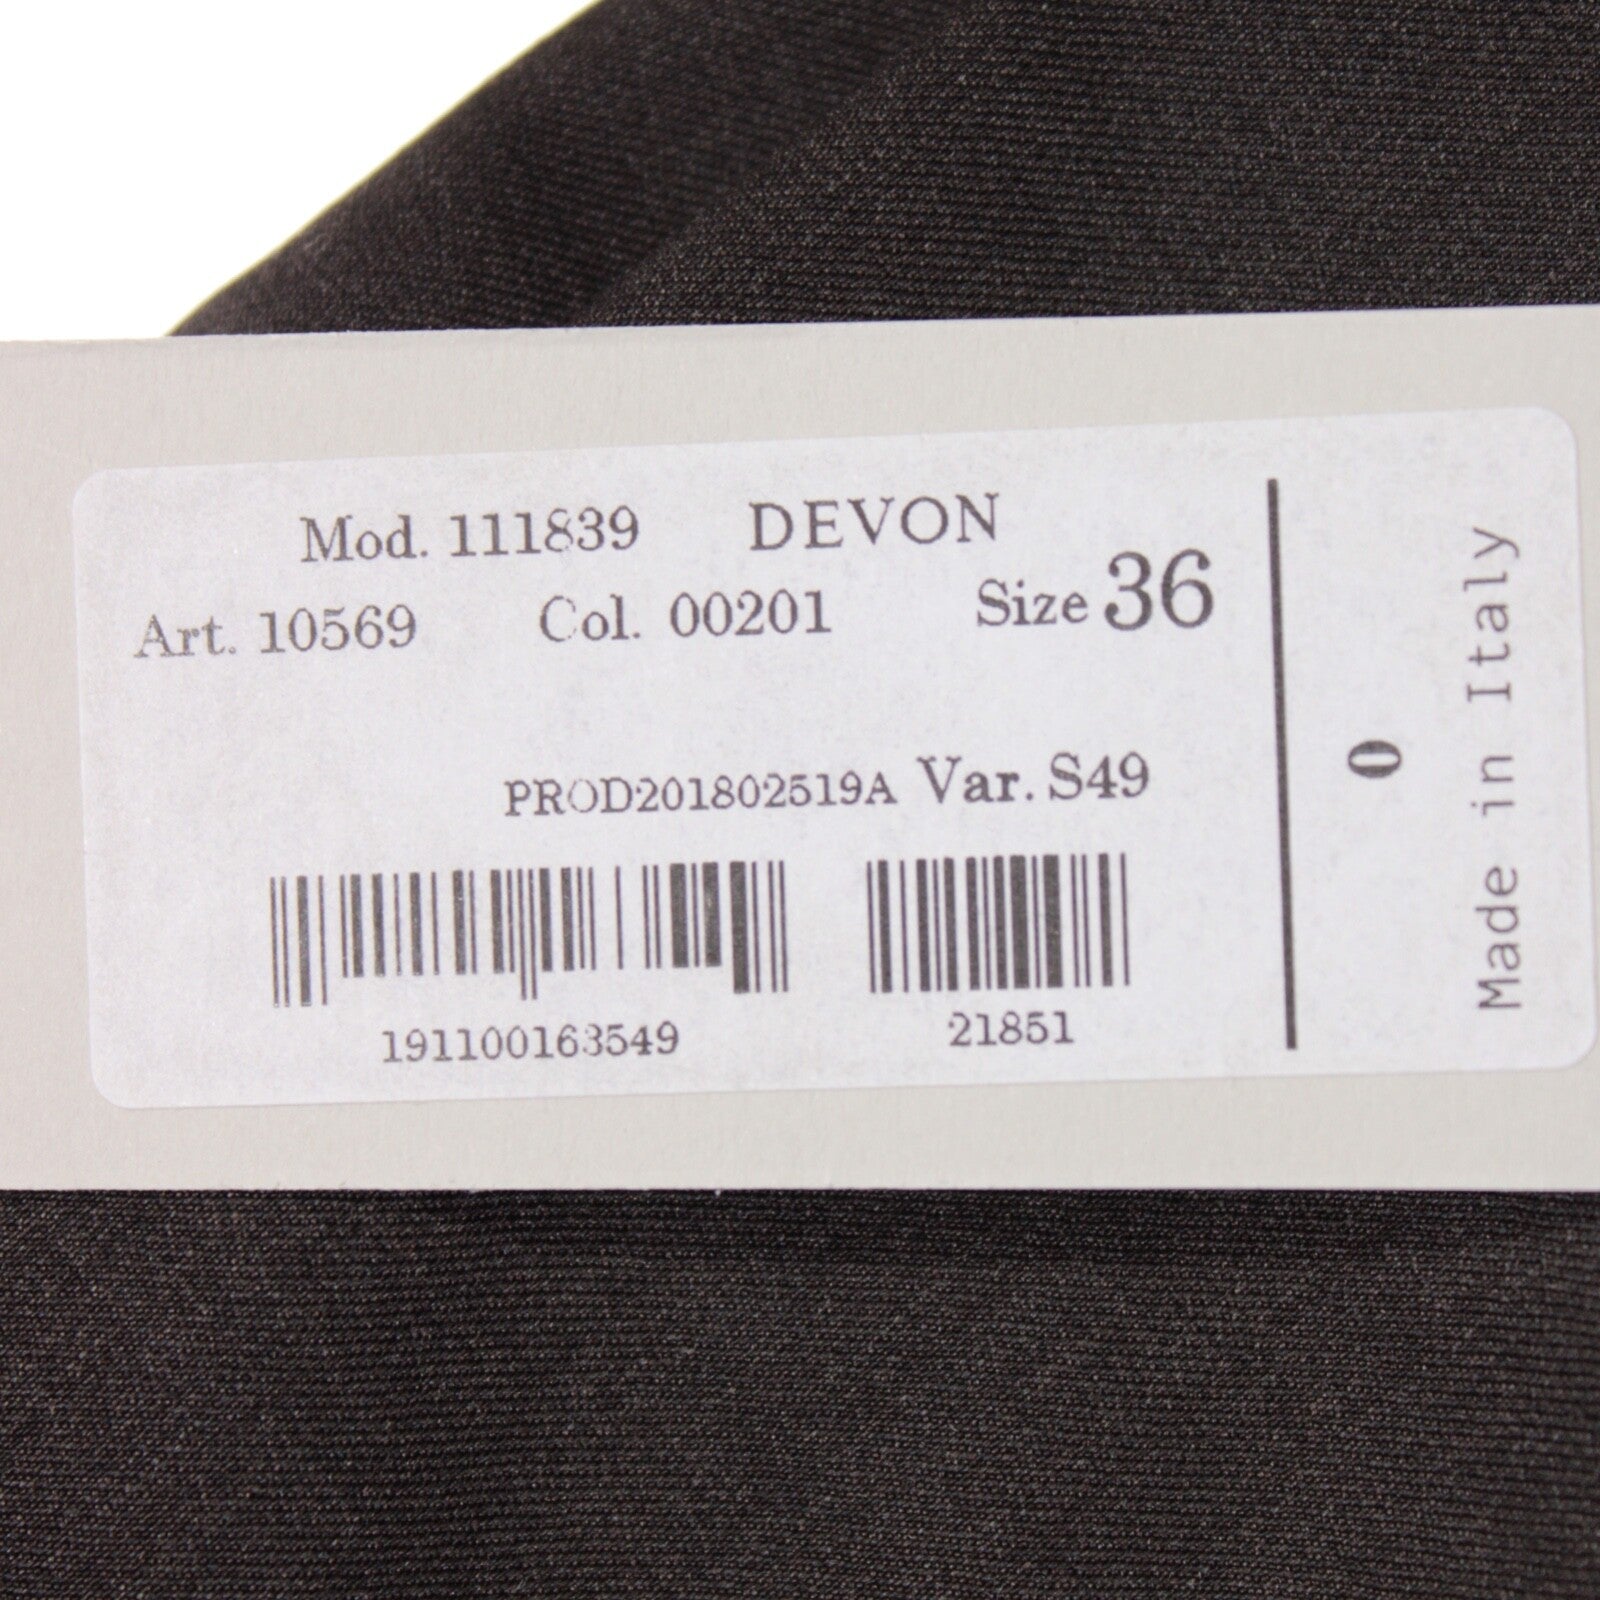 Mod. 111839 DEVON
Art. 10569 Col. 00201 Size 36
PROD201802519A Var. S49
191100163549 21851
0
Made in Italy